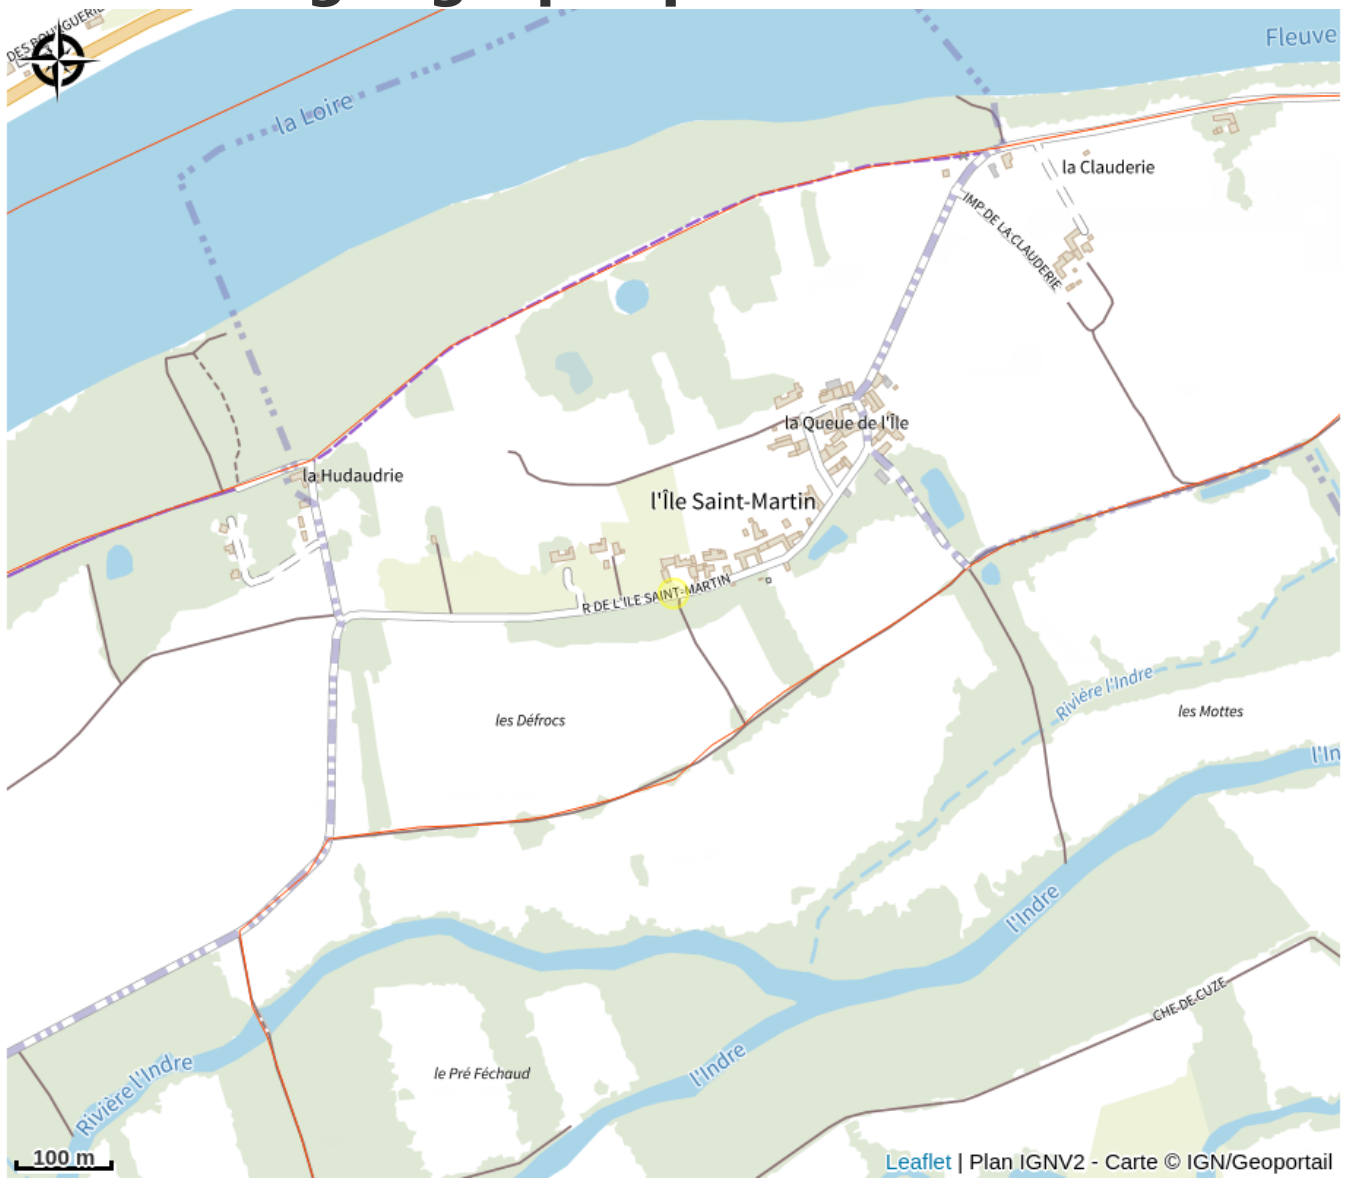 DES BOURGUERIE
Fleuve
la Loire
la Clauderie
IMP DE LA CLAUDERIE
la Queue de l'Île
la Hudaudrie
l'Île Saint-Martin
R DE L'ILE SAINT-MARTIN
Rivière l'Indre
les Mottes
les Défrocs
l'In
l'Indre
CHE DE CUZE
Rivière l'Indre
le Pré Féchaud
l'Indre
100 m
Leaflet | Plan IGNV2 - Carte © IGN/Geoportail